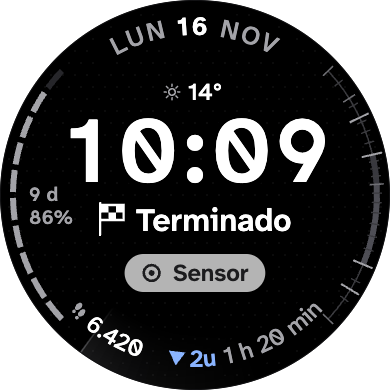 LUN 16 NOV
14°
10:09
9 d
86%
Terminado
Sensor
6.420
2u 1 h 20 min